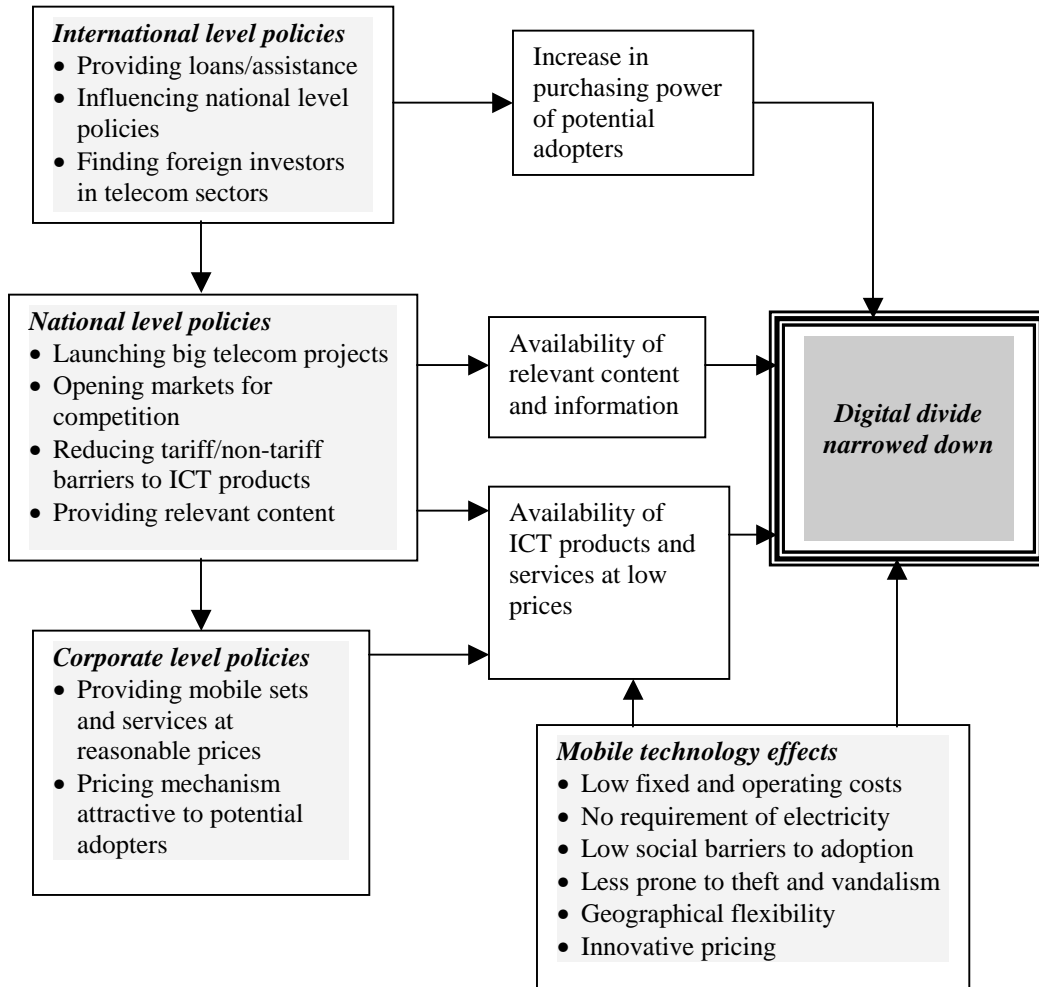 International level policies
• Providing loans/assistance
• Influencing national level
policies
• Finding foreign investors
in telecom sectors
Increase in
purchasing power
of potential
adopters
National level policies
• Launching big telecom projects
• Opening markets for
competition
• Reducing tariff/non-tariff
barriers to ICT products
• Providing relevant content
Availability of
relevant content
and information
Digital divide
narrowed down
Availability of
ICT products and
services at low
prices
Corporate level policies
• Providing mobile sets
and services at
reasonable prices
• Pricing mechanism
attractive to potential
adopters
Mobile technology effects
• Low fixed and operating costs
• No requirement of electricity
• Low social barriers to adoption
• Less prone to theft and vandalism
• Geographical flexibility
• Innovative pricing